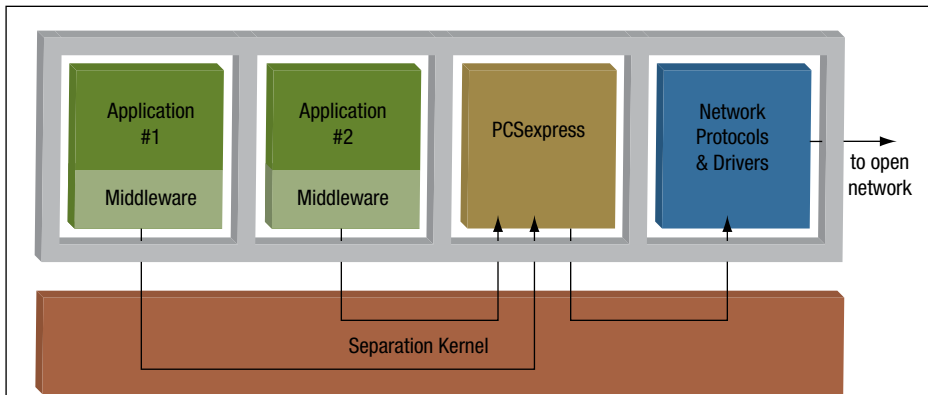 Application
#1
Middleware
Application
#2
Middleware
PCSexpress
Network
Protocols
& Drivers
to open
network
Separation Kernel